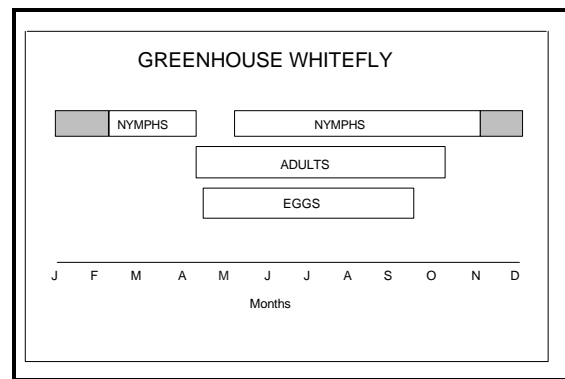 GREENHOUSE WHITEFLY
NYMPHS NYMPHS
ADULTS
EGGS
J F M A M J J A S O N D
Months